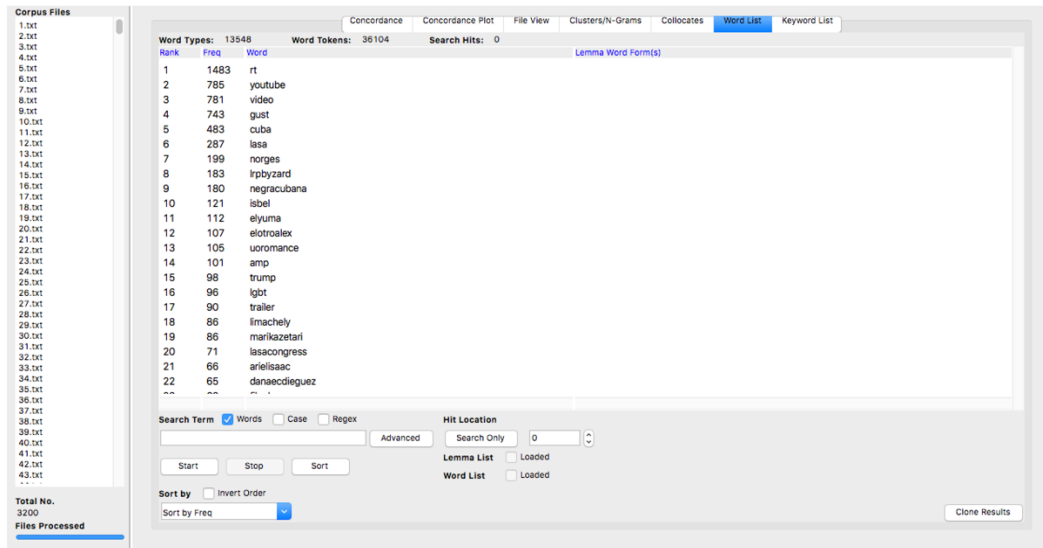 Corpus Files
1.txt
2.txt
3.txt
4.txt
5.txt
6.txt
7.txt
8.txt
9.txt
10.txt
11.txt
12.txt
13.txt
14.txt
15.txt
16.txt
17.txt
18.txt
19.txt
20.txt
21.txt
22.txt
23.txt
24.txt
25.txt
26.txt
27.txt
28.txt
29.txt
30.txt
31.txt
32.txt
33.txt
34.txt
35.txt
36.txt
37.txt
38.txt
39.txt
40.txt
41.txt
42.txt
43.txt
Total No.
3200
Files Processed
Concordance Concordance Plot File View Clusters/N-Grams Collocates Word List Keyword List
Word Types: 13548 Word Tokens: 36104 Search Hits: 0
Rank Freq Word Lemma Word Form(s)
1 1483 rt
2 785 youtube
3 781 video
4 743 gust
5 483 cuba
6 287 lasa
7 199 norges
8 183 lrpbyzard
9 180 negracubana
10 121 isbel
11 112 elyuma
12 107 elotroalex
13 105 uoromance
14 101 amp
15 98 trump
16 96 lgbt
17 90 trailer
18 86 limachely
19 86 marikazetari
20 71 lasacongress
21 66 arielisaac
22 65 danaecdieguez
Search Term Words Case Regex Hit Location
Advanced Search Only 0
Lemma List Loaded
Start Stop Sort
Word List Loaded
Sort by Invert Order
Sort by Freq Clone Results